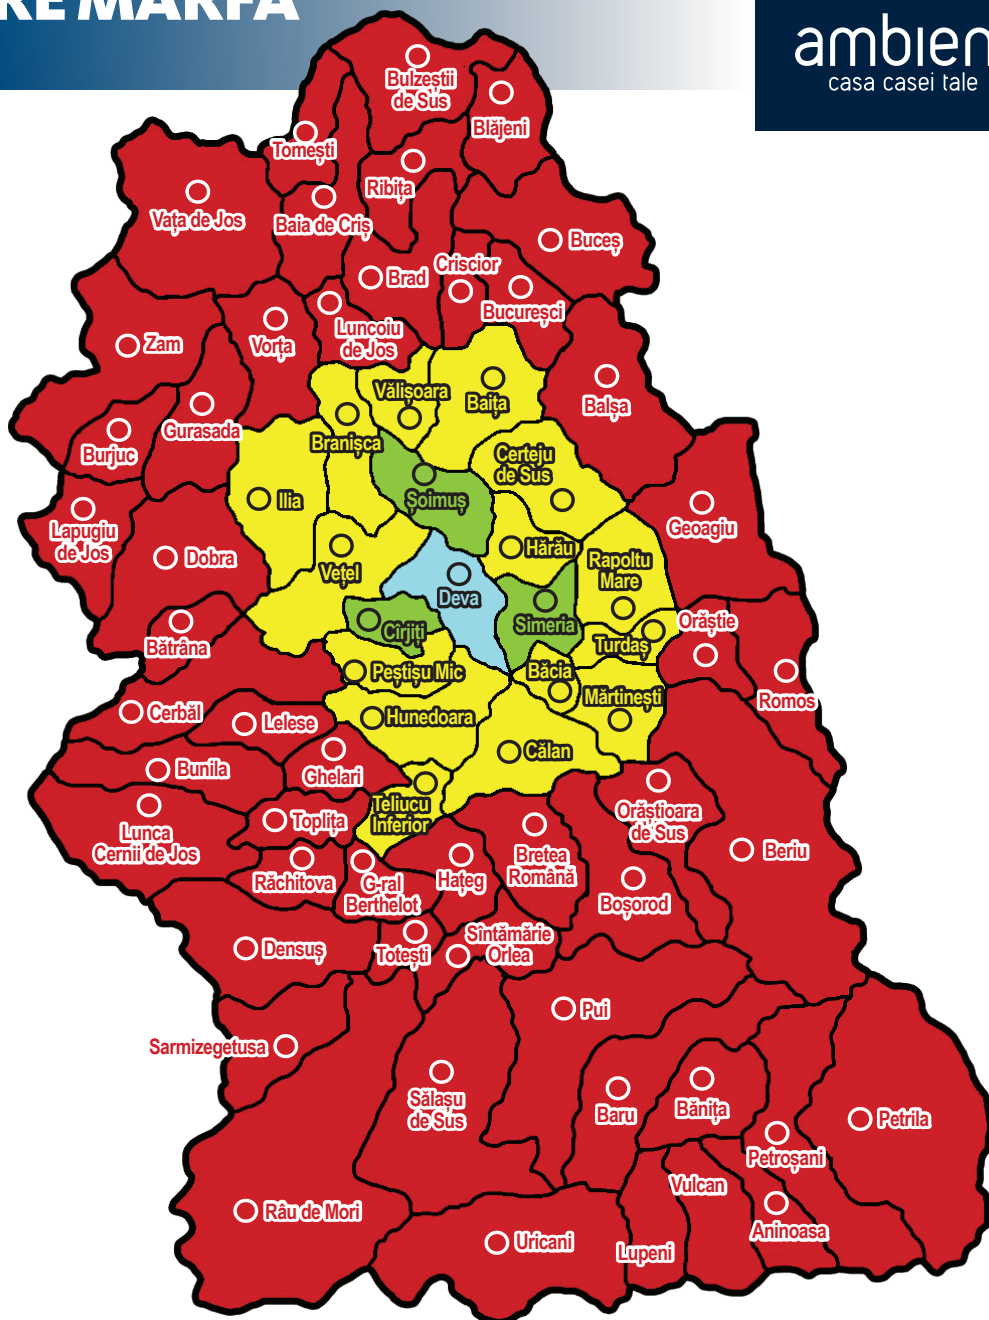 RE MARFA
ambien
casa casei tale
Bulzeștii
de Sus
Blăjeni
Tomești
Ribița
Vața de Jos
Baia de Criș
Buceș
Criscior
Brad
București
Luncoiu
de Jos
Vorța
Zam
Vălișoara
Baița
Balșa
Gurasada
Burjuc
Branișca
Certeju
de Sus
Ilia
Șoimuș
Geoagiu
Lapugiu
de Jos
Dobra
Hărău
Rapoltu
Mare
Vețel
Deva
Simeria
Cîrjiți
Orăștie
Turdaș
Bătrâna
Băcia
Peștișu Mic
Mărtinești
Romos
Cerbăl
Lelese
Hunedoara
Călan
Bunila
Ghelari
Teliucu
Inferior
Orăștioara
de Sus
Toplița
Lunca
Cernii de Jos
Bretea
Română
Beriu
Răchitova
G-ral
Berthelot
Hațeg
Boșorod
Densuș
Totești
Sîntămărie
Orlea
Pui
Sarmizegetusa
Sălașu
de Sus
Baru
Bănița
Petrila
Petroșani
Vulcan
Râu de Mori
Aninoasa
Uricani
Lupeni